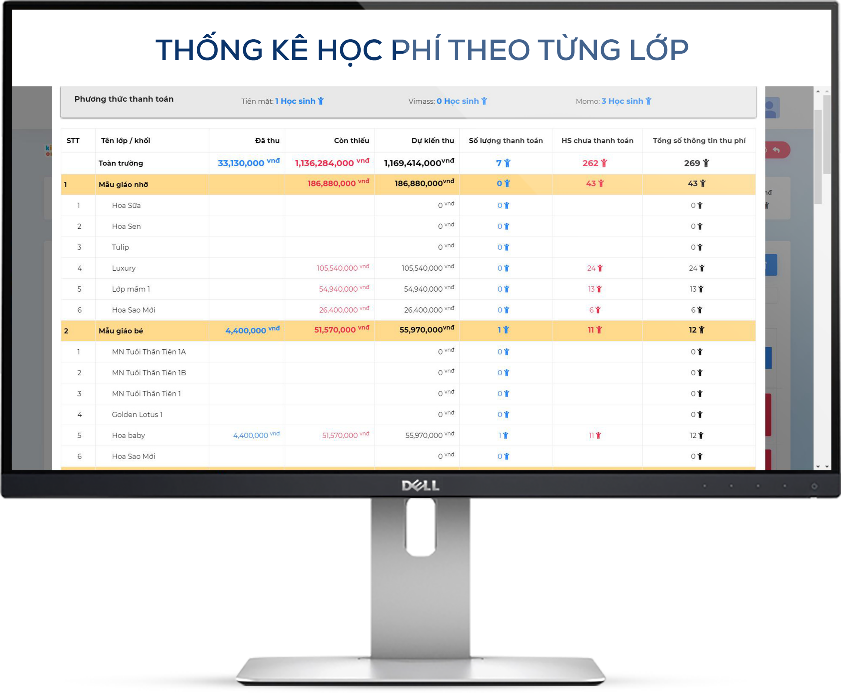 THỐNG KÊ HỌC PHÍ THEO TỪNG LỚP
Phương thức thanh toán Tiền mặt: 1 Học sinh Vimass: 0 Học sinh Momo: 3 Học sinh
STT Tên lớp / khối Đã thu Còn thiếu Dự kiến thu Số lượng thanh toán HS chưa thanh toán Tổng số thông tin thu phí
Toàn trường 33,130,000 vnđ 1,136,284,000 vnđ 1,169,414,000 vnđ 7 262 269
1 Mẫu giáo nhỡ 186,880,000 vnđ 186,880,000 vnđ 0 43 43
1 Hoa Sữa 0 vnđ 0 0
2 Hoa Sen 0 vnđ 0 0
3 Tulip 0 vnđ 0 0
4 Luxury 105,540,000 vnđ 105,540,000 vnđ 0 24 24
5 Lớp mầm 1 54,940,000 vnđ 54,940,000 vnđ 0 13 13
6 Hoa Sao Mới 26,400,000 vnđ 26,400,000 vnđ 0 6 6
2 Mẫu giáo bé 4,400,000 vnđ 51,570,000 vnđ 55,970,000 vnđ 1 11 12
1 MN Tuổi Thần Tiên 1A 0 vnđ 0 0
2 MN Tuổi Thần Tiên 1B 0 vnđ 0 0
3 MN Tuổi Thần Tiên 1 0 vnđ 0 0
4 Golden Lotus 1 0 vnđ 0 0
5 Hoa baby 4,400,000 vnđ 51,570,000 vnđ 55,970,000 vnđ 1 11 12
6 Hoa Sao Mới 0 vnđ 0 0
DELL